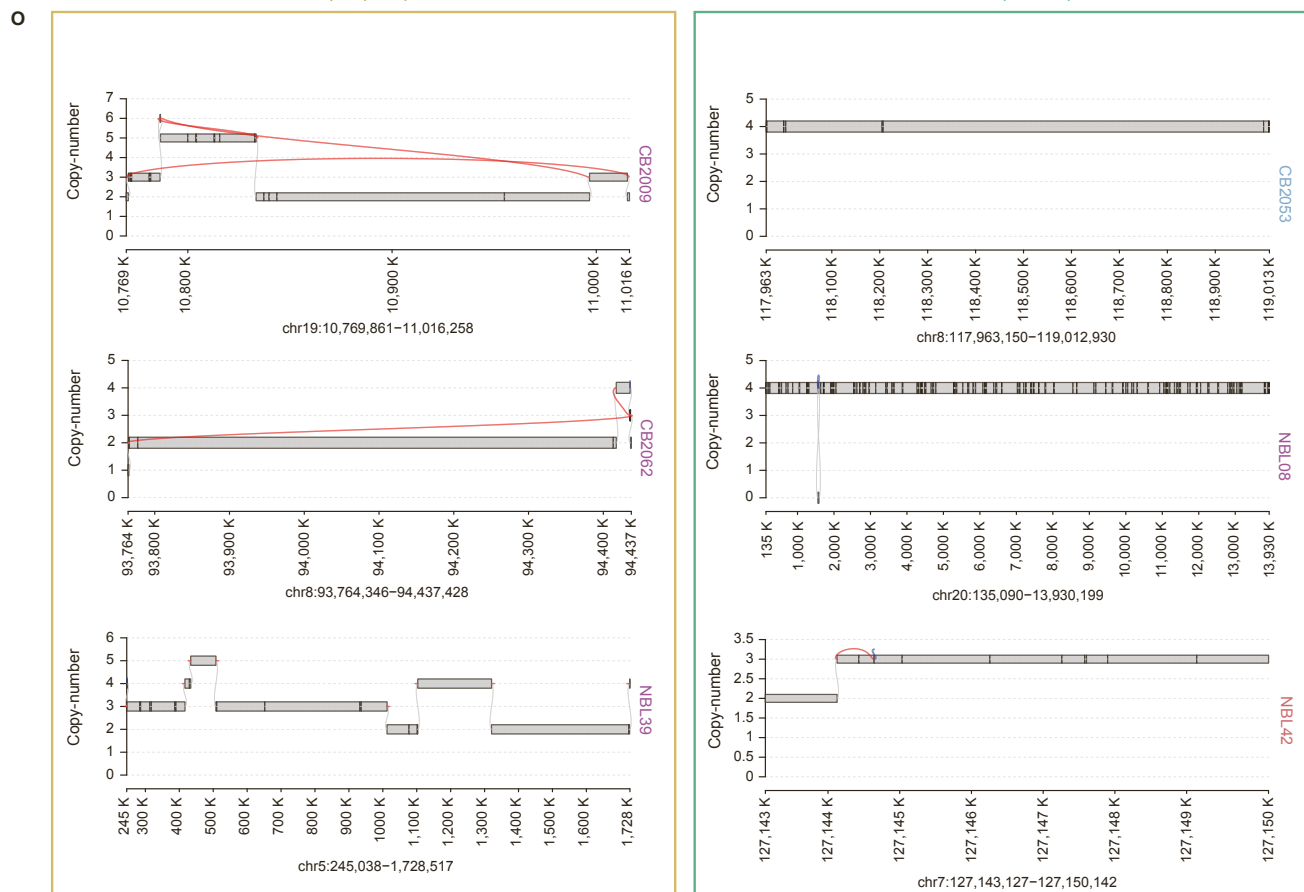 O
Copy-number
7
6
5
4
3
2
1
0
10,769 K
10,800 K
10,900 K
11,000 K
11,016 K
chr19:10,769,861−11,016,258
CB2009
Copy-number
5
4
3
2
1
0
117,963 K
118,100 K
118,200 K
118,300 K
118,400 K
118,500 K
118,600 K
118,700 K
118,800 K
118,900 K
119,013 K
chr8:117,963,150−119,012,930
CB2053
Copy-number
5
4
3
2
1
0
93,764 K
93,800 K
93,900 K
94,000 K
94,100 K
94,200 K
94,300 K
94,400 K
94,437 K
chr8:93,764,346−94,437,428
CB2062
Copy-number
5
4
3
2
1
0
135 K
1,000 K
2,000 K
3,000 K
4,000 K
5,000 K
6,000 K
7,000 K
8,000 K
9,000 K
10,000 K
11,000 K
12,000 K
13,000 K
13,930 K
chr20:135,090−13,930,199
NBL08
Copy-number
6
5
4
3
2
1
0
245 K
300 K
400 K
500 K
600 K
700 K
800 K
900 K
1000 K
1,100 K
1,200 K
1,300 K
1,400 K
1,500 K
1,600 K
1,728 K
chr5:245,038−1,728,517
NBL39
Copy-number
3.5
3
2.5
2
1.5
1
0.5
0
127,143 K
127,144 K
127,145 K
127,146 K
127,147 K
127,148 K
127,149 K
127,150 K
chr7:127,143,127−127,150,142
NBL42